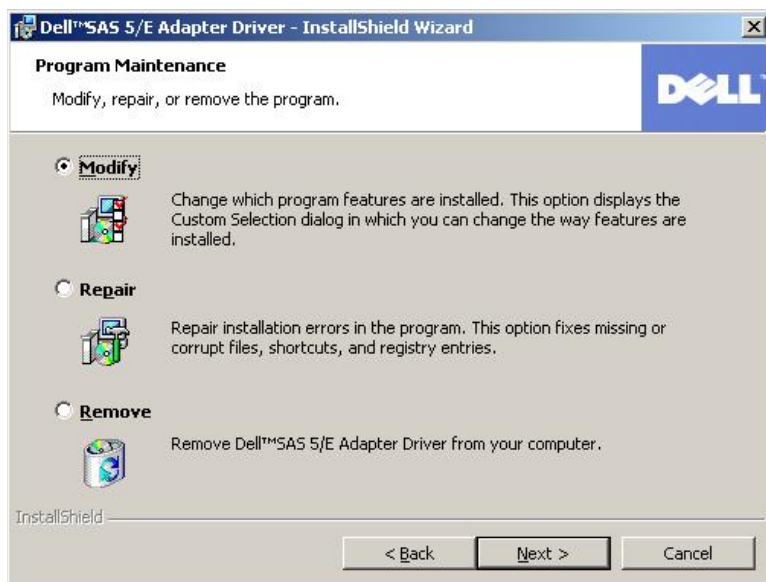 Dell™SAS 5/E Adapter Driver - InstallShield Wizard
Program Maintenance
Modify, repair, or remove the program.
DELL™
Modify
Change which program features are installed. This option displays the
Custom Selection dialog in which you can change the way features are
installed.
Repair
Repair installation errors in the program. This option fixes missing or
corrupt files, shortcuts, and registry entries.
Remove
Remove Dell™SAS 5/E Adapter Driver from your computer.
InstallShield
< Back
Next >
Cancel